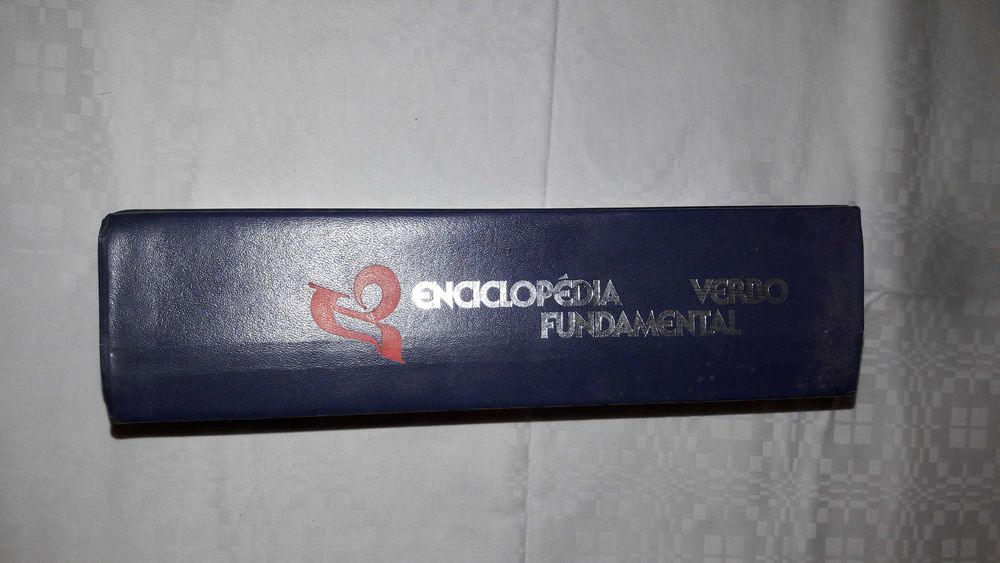 ENCICLOPÉDIA VERBO
FUNDAMENTAL